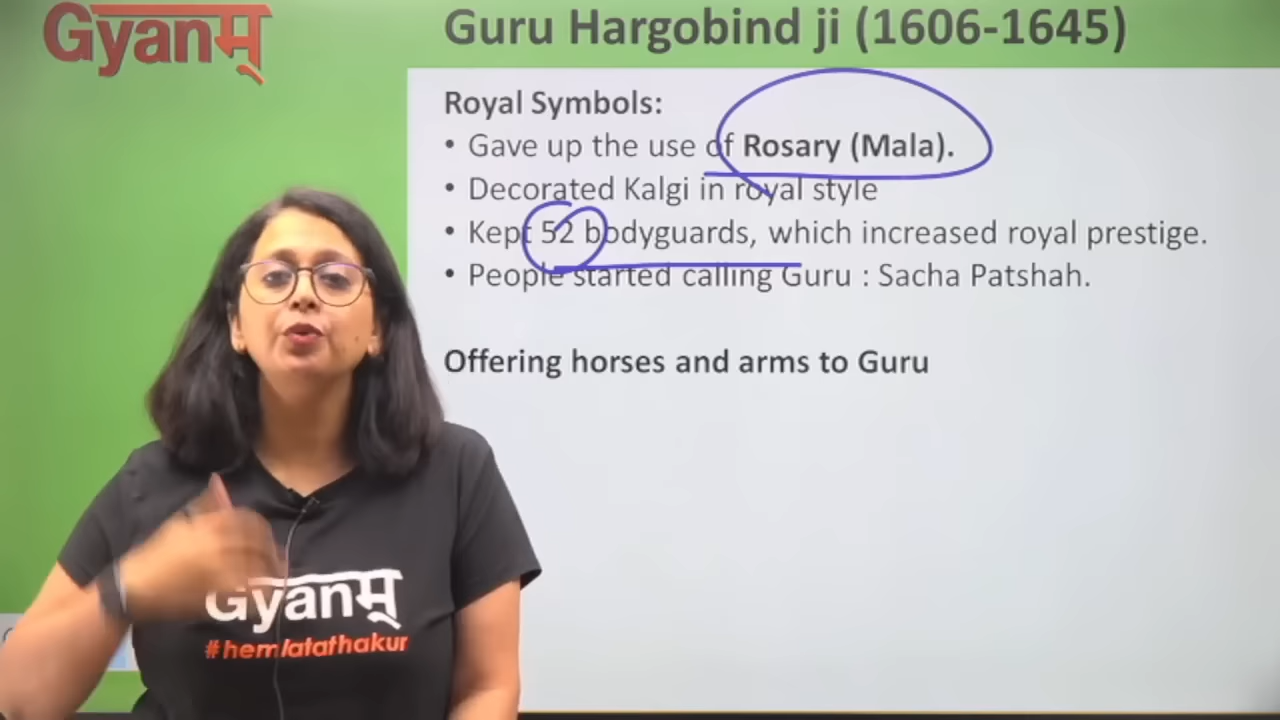 Gyanम्
Guru Hargobind ji (1606-1645)
Royal Symbols:
• Gave up the use of Rosary (Mala).
• Decorated Kalgi in royal style
• Kept 52 bodyguards, which increased royal prestige.
• People started calling Guru : Sacha Patshah.
Offering horses and arms to Guru
Gyanम्
#hemlatathakur